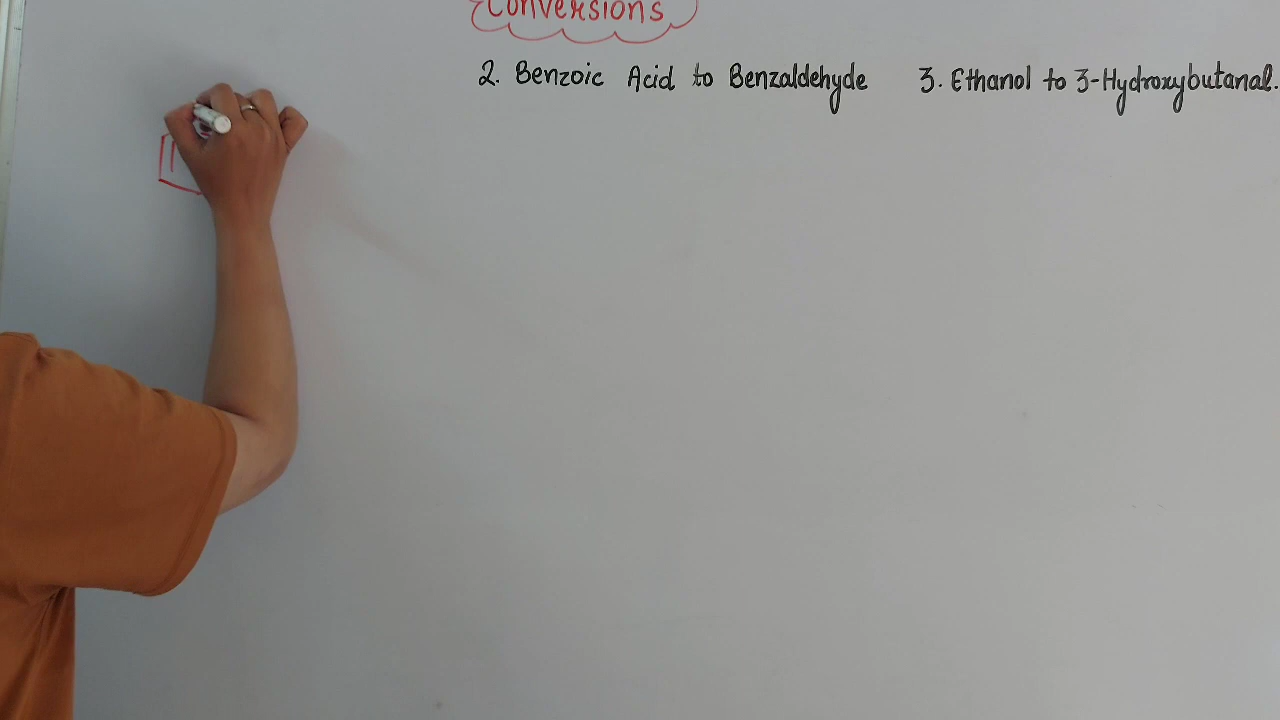 Conversions
2. Benzoic Acid to Benzaldehyde 3. Ethanol to 3-Hydroxybutanal.